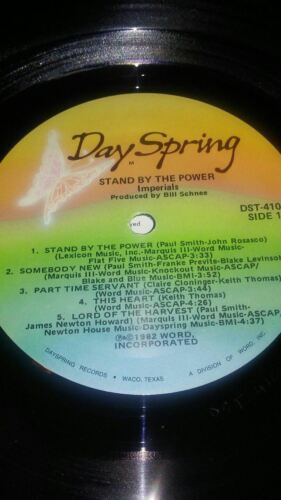 DaySpring
STAND BY THE POWER
Imperials
Produced by Bill Schnee
DST-410
SIDE 1
yed
1. STAND BY THE POWER (Paul Smith-John Rosasco)
(Lexicon Music, Inc-Marquis III-Word Music-
Flat Five Music-ASCAP-3:33)
2. SOMEBODY NEW (Paul Smith-Franke Previte-Blake Levinson)
(Marquis III-Word Music-Knockout Music-ASCAP/
Blake and Blue Music-BMI-3:52)
3. PART TIME SERVANT (Claire Cloninger-Keith Thomas)
(Word Music-ASCAP-3:44)
4. THIS HEART (Keith Thomas)
(Word Music-ASCAP-4:26)
5. LORD OF THE HARVEST (Paul Smith-
James Newton Howard) (Marquis III-Word Music-ASCAP/
Newton House Music-Dayspring Music-BMI-4:37)
℗©1982 WORD,
INCORPORATED
DAYSPRING RECORDS • WACO, TEXAS • A DIVISION OF WORD, INC.